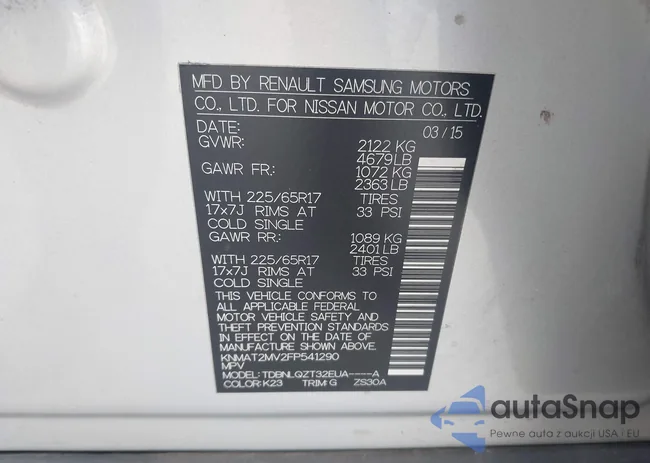 MFD BY RENAULT SAMSUNG MOTORS
CO., LTD. FOR NISSAN MOTOR CO., LTD.
DATE: 03/15
GVWR: 2122 KG
4679 LB
GAWR FR: 1072 KG
2363 LB
WITH 225/65R17 TIRES
17x7J RIMS AT 33 PSI
COLD SINGLE
GAWR RR: 1089 KG
2401 LB
WITH 225/65R17 TIRES
17x7J RIMS AT 33 PSI
COLD SINGLE
THIS VEHICLE CONFORMS TO
ALL APPLICABLE FEDERAL
MOTOR VEHICLE SAFETY AND
THEFT PREVENTION STANDARDS
IN EFFECT ON THE DATE OF
MANUFACTURE SHOWN ABOVE.
KNMAT2MV2FP541290
MPV
MODEL: TDBNLQZT32EUA----A
COLOR: K23 TRIM: G ZS30A
autaSnap
Pewne auta z aukcji USA i EU